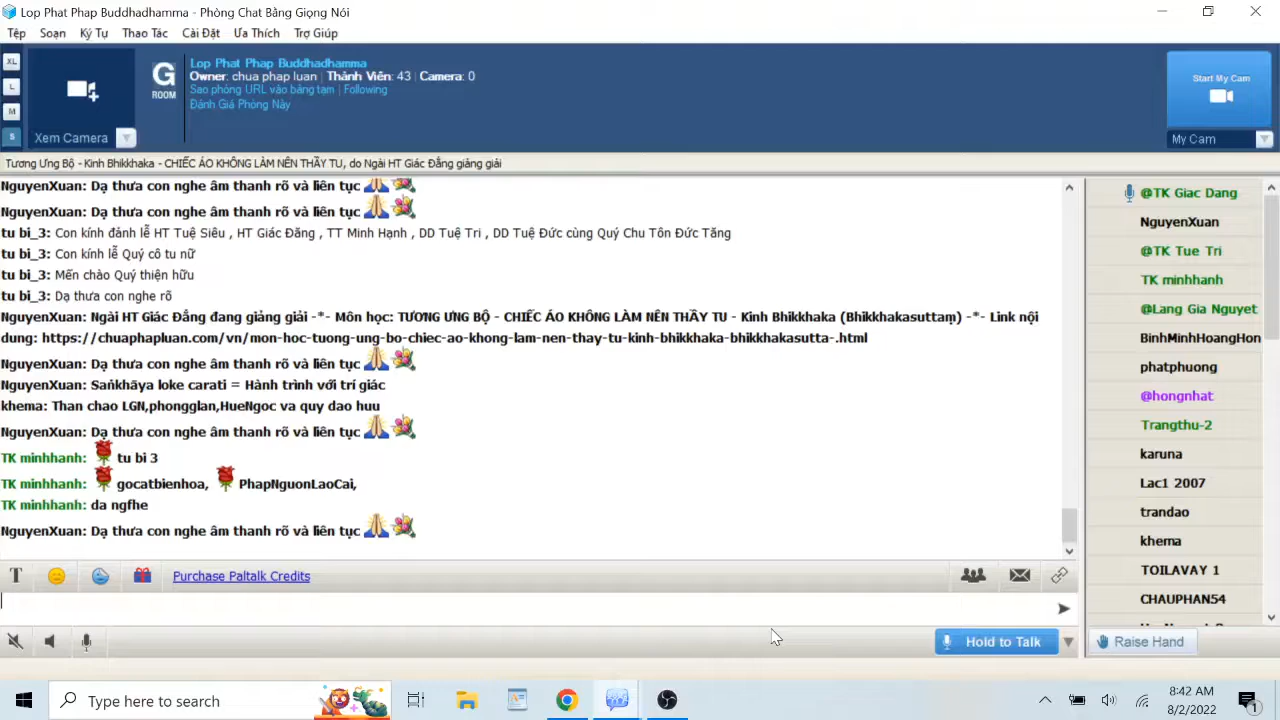 Lop Phat Phap Buddhadhamma - Phòng Chat Bằng Giọng Nói
Tệp Soạn Ký Tự Thao Tác Cài Đặt Ưa Thích Trợ Giúp
XL
L
M
S
Xem Camera
G
ROOM
Lop Phat Phap Buddhadhamma
Owner: chua phap luan | Thành Viên: 43 | Camera: 0
Sao phòng URL vào bảng tạm | Following
Đánh Giá Phòng Này
Start My Cam
My Cam
Tương Ưng Bộ - Kinh Bhikkhaka - CHIẾC ÁO KHÔNG LÀM NÊN THẦY TU, do Ngài HT Giác Đẳng giảng giải
NguyenXuan: Dạ thưa con nghe âm thanh rõ và liên tục
NguyenXuan: Dạ thưa con nghe âm thanh rõ và liên tục
tu bi_3: Con kính đảnh lễ HT Tuệ Siêu , HT Giác Đăng , TT Minh Hạnh , DD Tuệ Tri , DD Tuệ Đức cùng Quý Chu Tôn Đức Tăng
tu bi_3: Con kính lễ Quý cô tu nữ
tu bi_3: Mến chào Quý thiện hữu
tu bi_3: Dạ thưa con nghe rõ
NguyenXuan: Ngài HT Giác Đẳng đang giảng giải -*- Môn học: TƯƠNG ƯNG BỘ - CHIẾC ÁO KHÔNG LÀM NÊN THẦY TU - Kinh Bhikkhaka (Bhikkhakasuttaṃ) -*- Link nội
dung: https://chuaphapluan.com/vn/mon-hoc-tuong-ung-bo-chiec-ao-khong-lam-nen-thay-tu-kinh-bhikkhaka-bhikkhakasutta-.html
NguyenXuan: Dạ thưa con nghe âm thanh rõ và liên tục
NguyenXuan: Saṅkhāya loke carati = Hành trình với trí giác
khema: Than chao LGN,phongglan,HueNgoc va quy dao huu
NguyenXuan: Dạ thưa con nghe âm thanh rõ và liên tục
TK minhhanh: tu bi 3
TK minhhanh: gocatbienhoa, PhapNguonLaoCai,
TK minhhanh: da ngfhe
NguyenXuan: Dạ thưa con nghe âm thanh rõ và liên tục
@TK Giac Dang
NguyenXuan
@TK Tue Tri
TK minhhanh
@Lang Gia Nguyet
BinhMinhHoangHon
phatphuong
@hongnhat
Trangthu-2
karuna
Lac1 2007
trandao
khema
TOILAVAY 1
CHAUPHAN54
T Purchase Paltalk Credits
Hold to Talk
Raise Hand
Type here to search
8:42 AM
8/2/2022
1